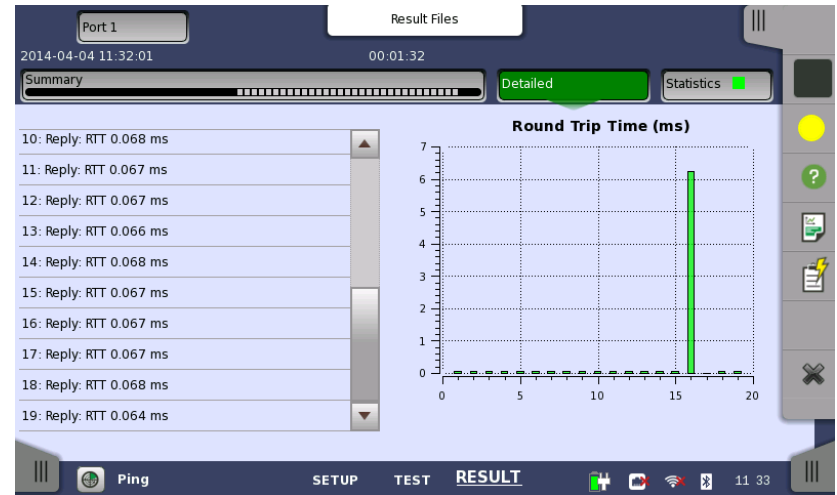 Port 1
Result Files
2014-04-04 11:32:01
00:01:32
Summary
Detailed
Statistics
10: Reply: RTT 0.068 ms
11: Reply: RTT 0.067 ms
12: Reply: RTT 0.067 ms
13: Reply: RTT 0.066 ms
14: Reply: RTT 0.068 ms
15: Reply: RTT 0.067 ms
16: Reply: RTT 0.067 ms
17: Reply: RTT 0.067 ms
18: Reply: RTT 0.068 ms
19: Reply: RTT 0.064 ms
Round Trip Time (ms)
7
6
5
4
3
2
1
0
0 5 10 15 20
?
Ping
SETUP TEST RESULT
11 33